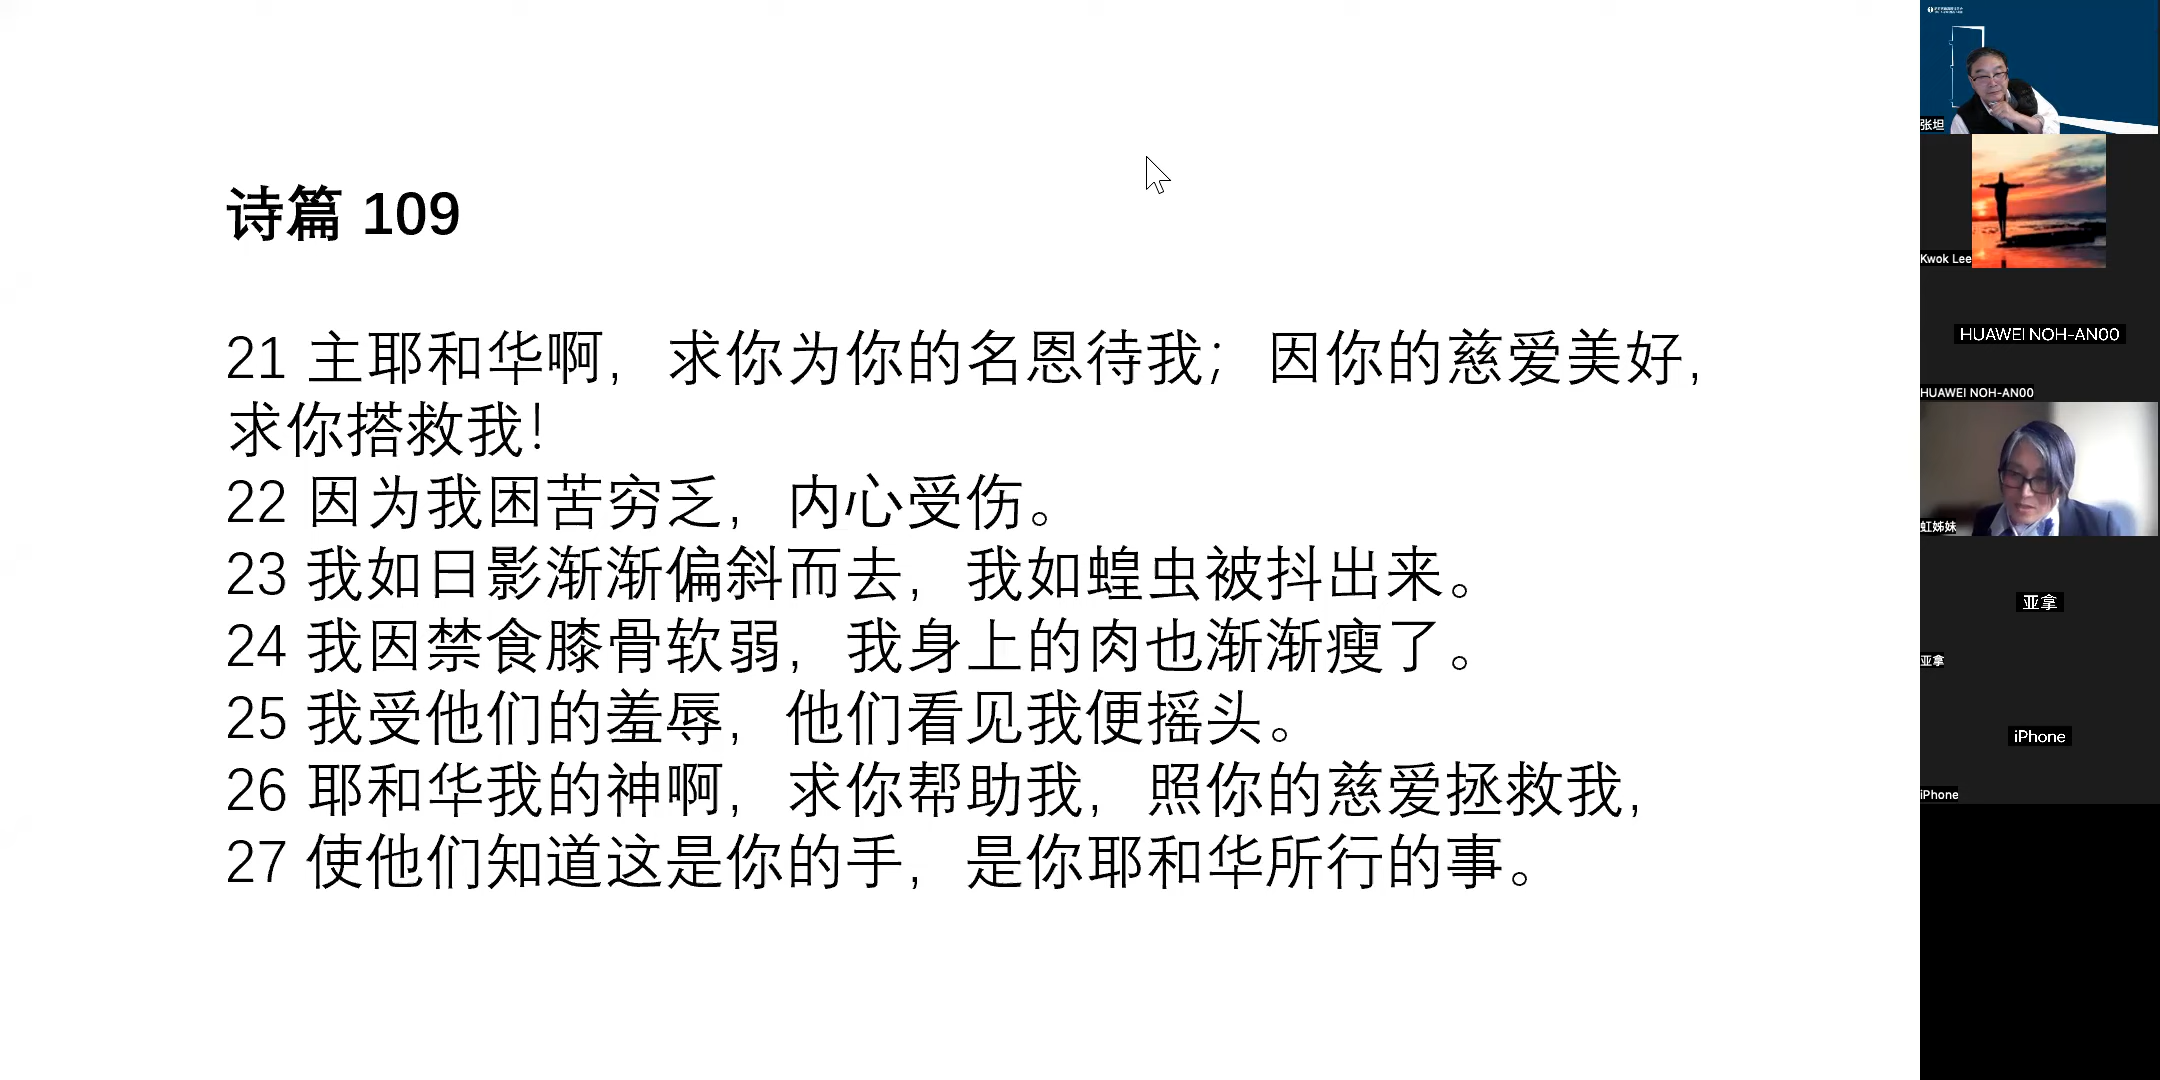 诗篇 109
21 主耶和华啊，求你为你的名恩待我；因你的慈爱美好，
求你搭救我！
22 因为我困苦穷乏，内心受伤。
23 我如日影渐渐偏斜而去，我如蝗虫被抖出来。
24 我因禁食膝骨软弱，我身上的肉也渐渐瘦了。
25 我受他们的羞辱，他们看见我便摇头。
26 耶和华我的神啊，求你帮助我，照你的慈爱拯救我，
27 使他们知道这是你的手，是你耶和华所行的事。
张坦
Kwok Lee
HUAWEI NOH-AN00
HUAWEI NOH-AN00
虹姊妹
亚拿
亚拿
iPhone
iPhone